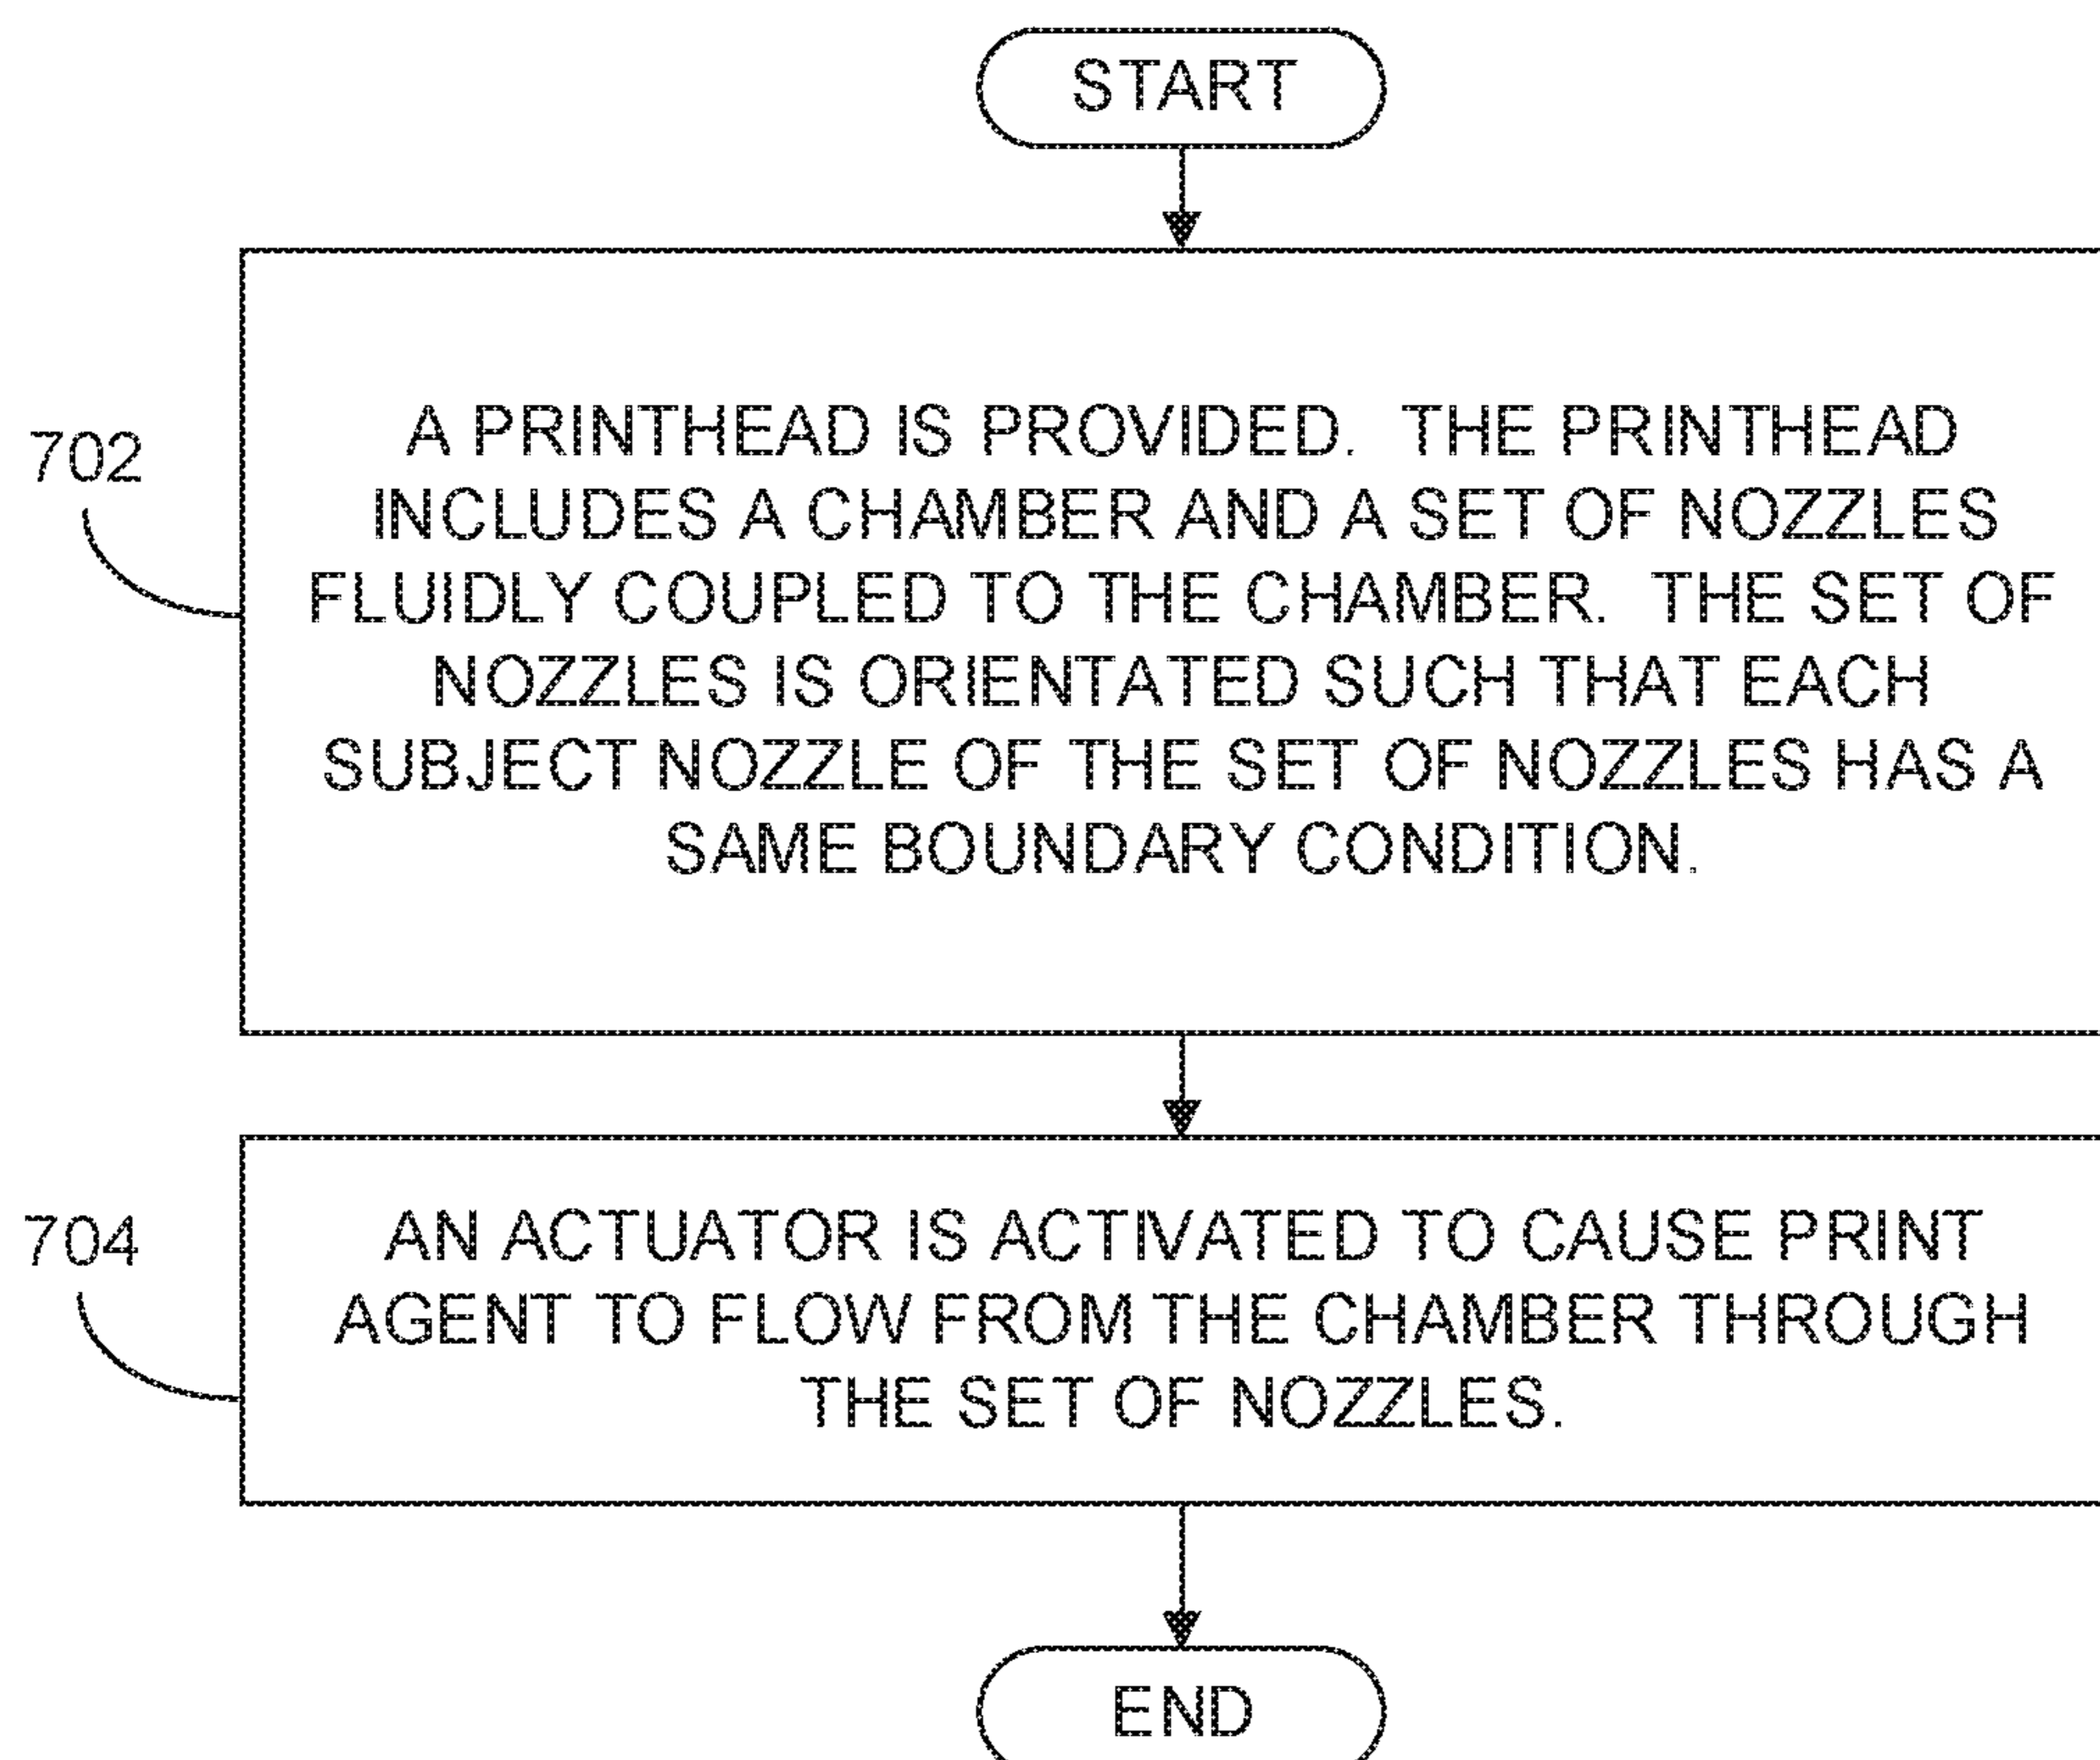 START
702
A PRINTHEAD IS PROVIDED. THE PRINTHEAD
INCLUDES A CHAMBER AND A SET OF NOZZLES
FLUIDLY COUPLED TO THE CHAMBER. THE SET OF
NOZZLES IS ORIENTATED SUCH THAT EACH
SUBJECT NOZZLE OF THE SET OF NOZZLES HAS A
SAME BOUNDARY CONDITION.
704
AN ACTUATOR IS ACTIVATED TO CAUSE PRINT
AGENT TO FLOW FROM THE CHAMBER THROUGH
THE SET OF NOZZLES.
END